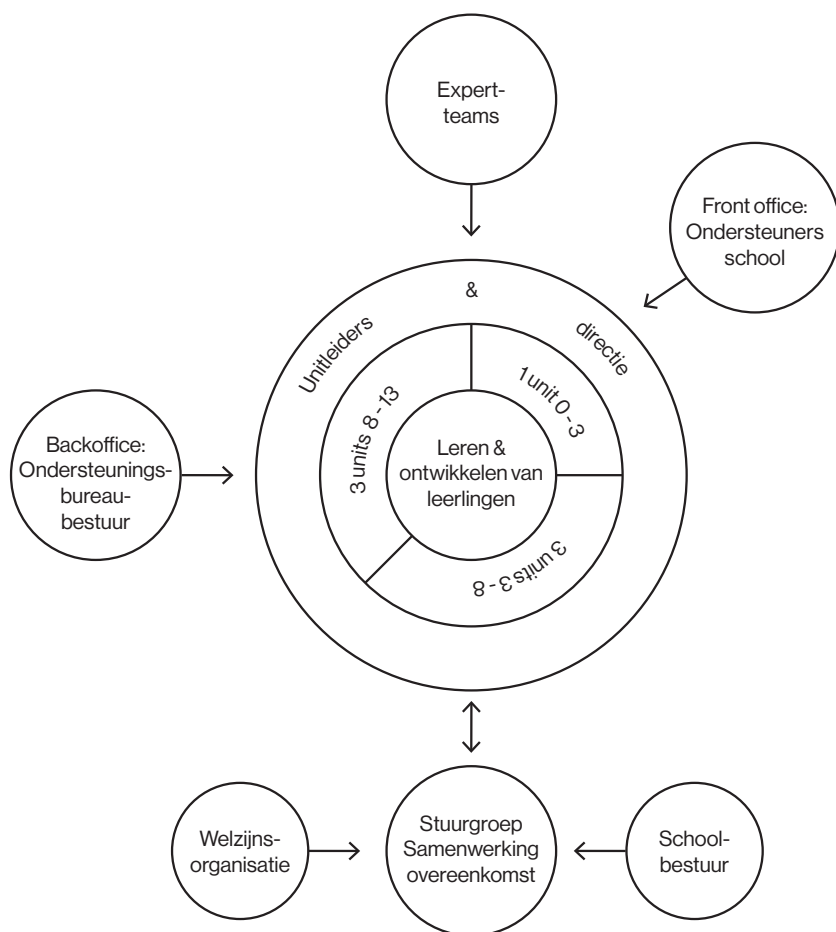 Expert-
teams
Front office:
Ondersteuners
school
&
Unitleiders
directie
1 unit 0 - 3
3 units 8 - 13
Leren &
ontwikkelen van
leerlingen
3 units 3 - 8
Backoffice:
Ondersteunings-
bureau-
bestuur
Welzijns-
organisatie
Stuurgroep
Samenwerking
overeenkomst
School-
bestuur